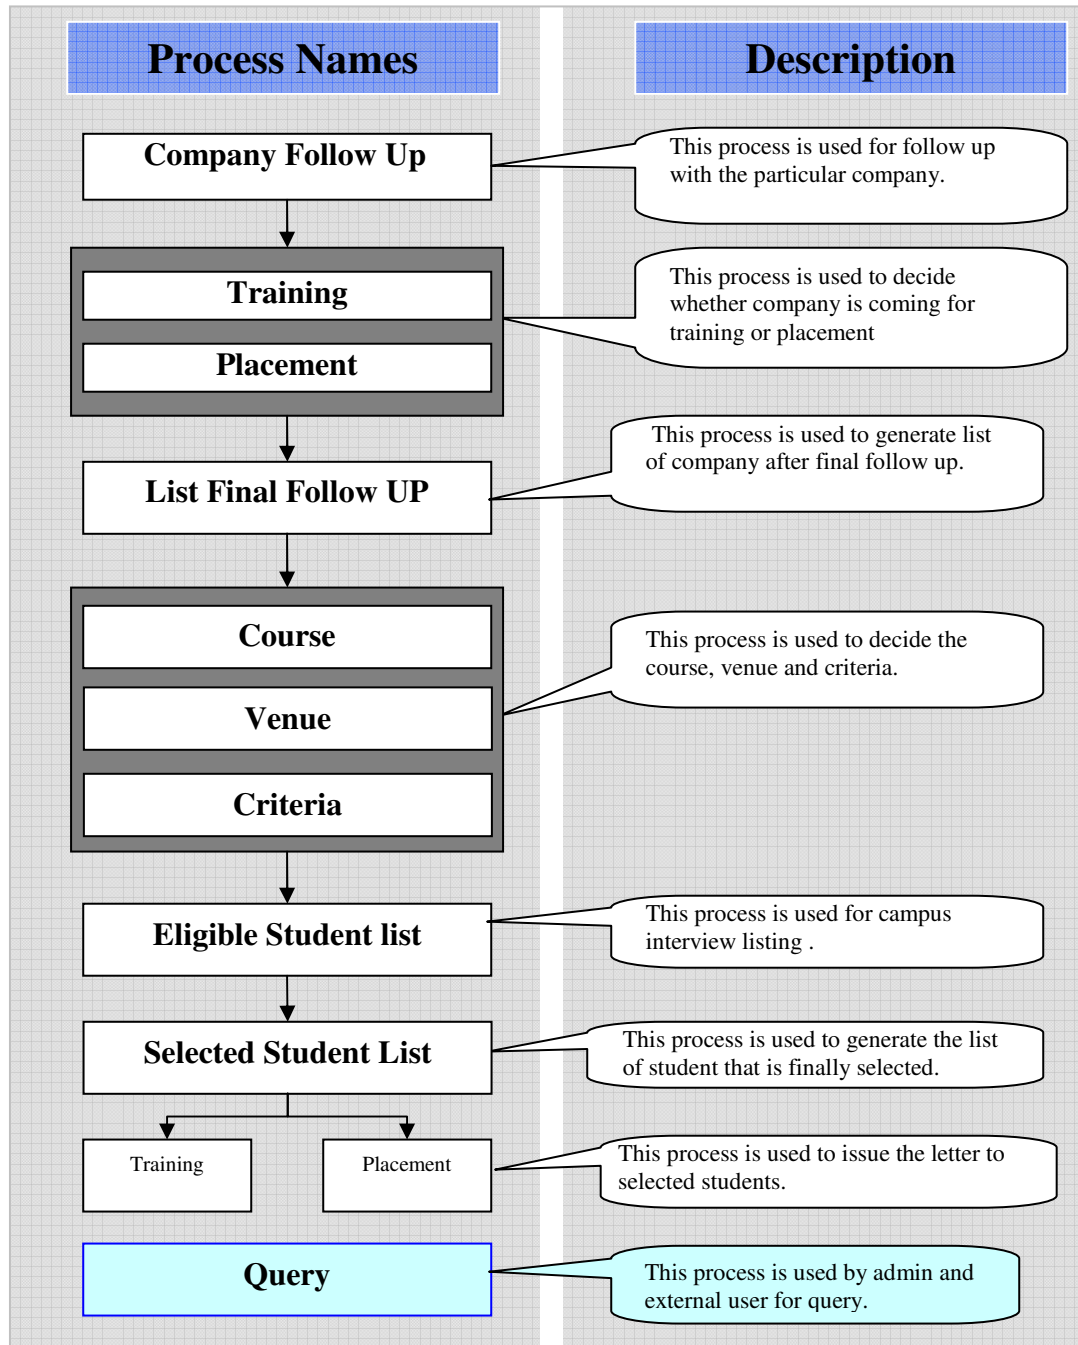 Process Names
Description
Company Follow Up
This process is used for follow up
with the particular company.
Training
Placement
This process is used to decide
whether company is coming for
training or placement
List Final Follow UP
This process is used to generate list
of company after final follow up.
Course
Venue
Criteria
This process is used to decide the
course, venue and criteria.
Eligible Student list
This process is used for campus
interview listing .
Selected Student List
This process is used to generate the list
of student that is finally selected.
Training
Placement
This process is used to issue the letter to
selected students.
Query
This process is used by admin and
external user for query.